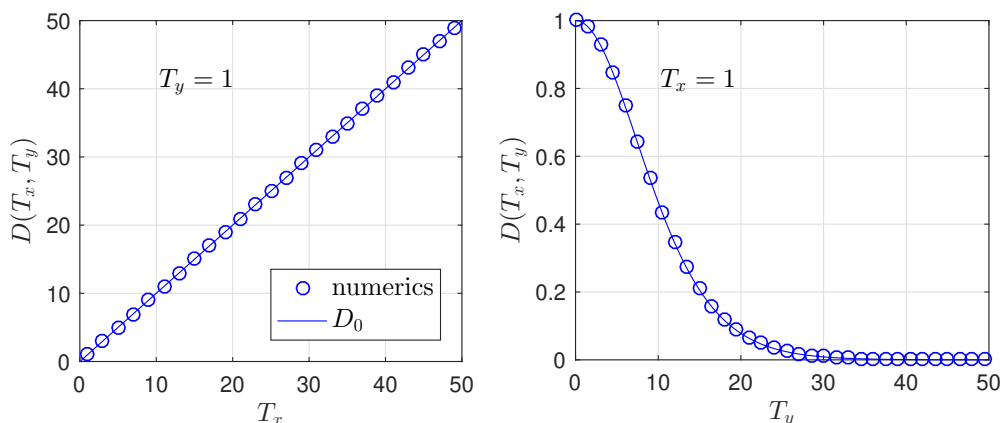 50
40
30
20
10
0
D(T_x, T_y)
T_y = 1
numerics
D_0
0 10 20 30 40 50
T_x
1
0.8
0.6
0.4
0.2
0
D(T_x, T_y)
T_x = 1
0 10 20 30 40 50
T_y